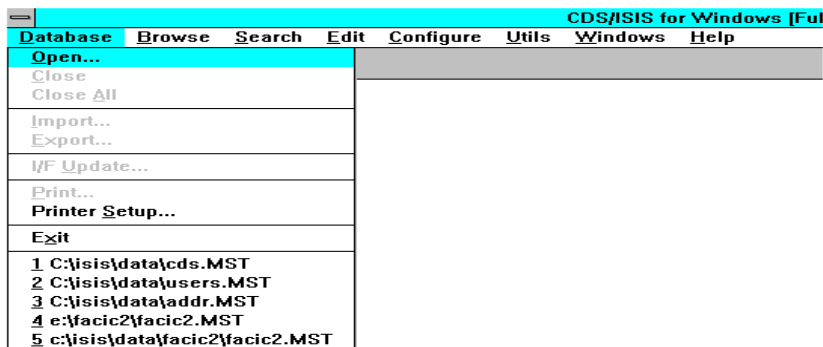 CDS/ISIS for Windows [Ful
Database Browse Search Edit Configure Utils Windows Help
Open...
Close
Close All
Import...
Export...
I/F Update...
Print...
Printer Setup...
Exit
1 C:\isis\data\cds.MST
2 C:\isis\data\users.MST
3 C:\isis\data\addr.MST
4 e:\facic2\facic2.MST
5 c:\isis\data\facic2\facic2.MST